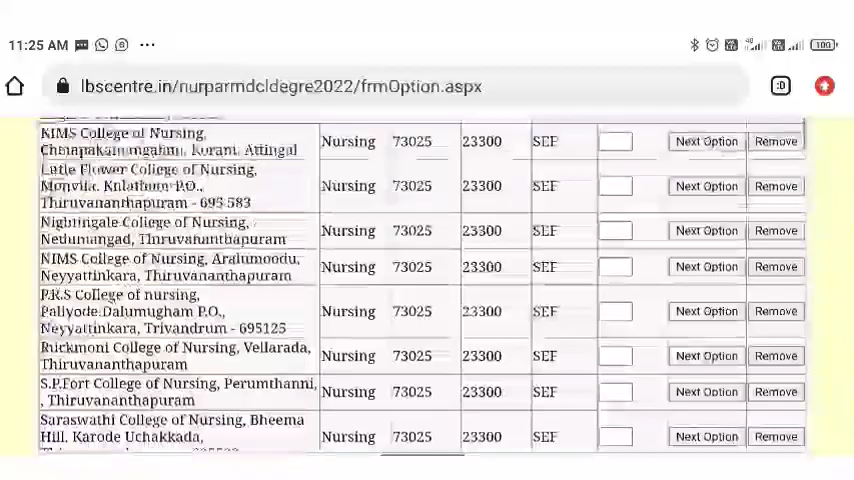 11:25 AM
4G
100
lbscentre.in/nurparmdcldegre2022/frmOption.aspx
:D
KIMS College of Nursing, Nursing 73025 23300 SEF Next Option Remove
Attingal
Little Flower College of Nursing,
P.O., Nursing 73025 23300 SEF Next Option Remove
Thiruvananthapuram - 695 583
Nightingale College of Nursing, Nursing 73025 23300 SEF Next Option Remove
Nedumangad, Thiruvananthapuram
NIMS College of Nursing, Aralumoodu, Nursing 73025 23300 SEF Next Option Remove
Neyyattinkara, Thiruvananthapuram
P.R.S College of nursing,
Paliyode.Dalumugham P.O., Nursing 73025 23300 SEF Next Option Remove
Neyyattinkara, Trivandrum - 695125
Ruckmoni College of Nursing, Vellarada, Nursing 73025 23300 SEF Next Option Remove
Thiruvananthapuram
S.P.Fort College of Nursing, Perumthanni, Nursing 73025 23300 SEF Next Option Remove
, Thiruvananthapuram
Saraswathi College of Nursing, Bheema
Hill, Karode Uchakkada, Nursing 73025 23300 SEF Next Option Remove